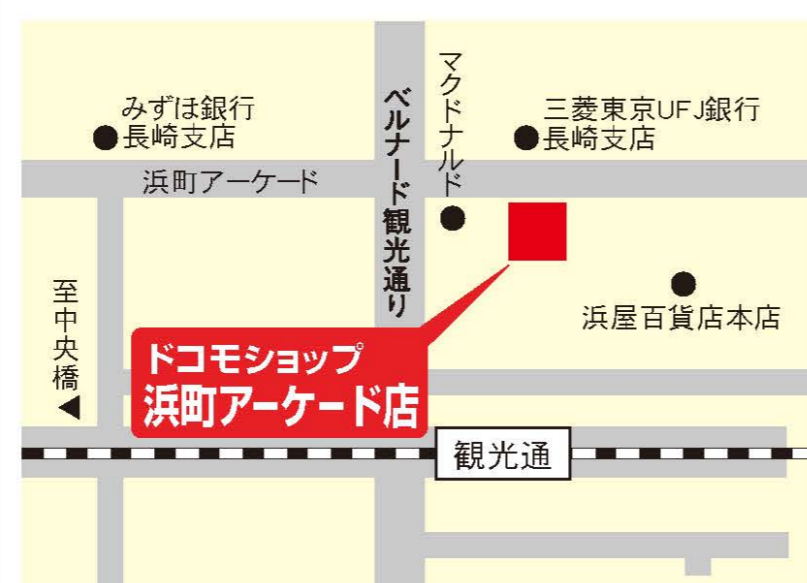 みずほ銀行
長崎支店
浜町アーケード
ベルナード観光通り
マクドナルド
三菱東京UFJ銀行
長崎支店
浜屋百貨店本店
至中央橋
ドコモショップ
浜町アーケード店
観光通